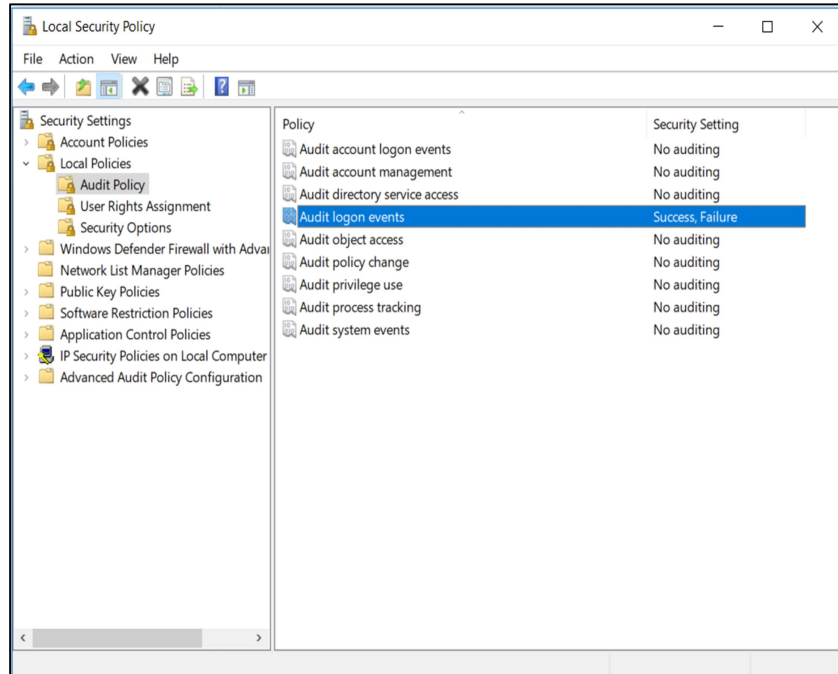 Local Security Policy
File Action View Help
Security Settings
Account Policies
Local Policies
Audit Policy
User Rights Assignment
Security Options
Windows Defender Firewall with Advai
Network List Manager Policies
Public Key Policies
Software Restriction Policies
Application Control Policies
IP Security Policies on Local Computer
Advanced Audit Policy Configuration
Policy Security Setting
Audit account logon events No auditing
Audit account management No auditing
Audit directory service access No auditing
Audit logon events Success, Failure
Audit object access No auditing
Audit policy change No auditing
Audit privilege use No auditing
Audit process tracking No auditing
Audit system events No auditing